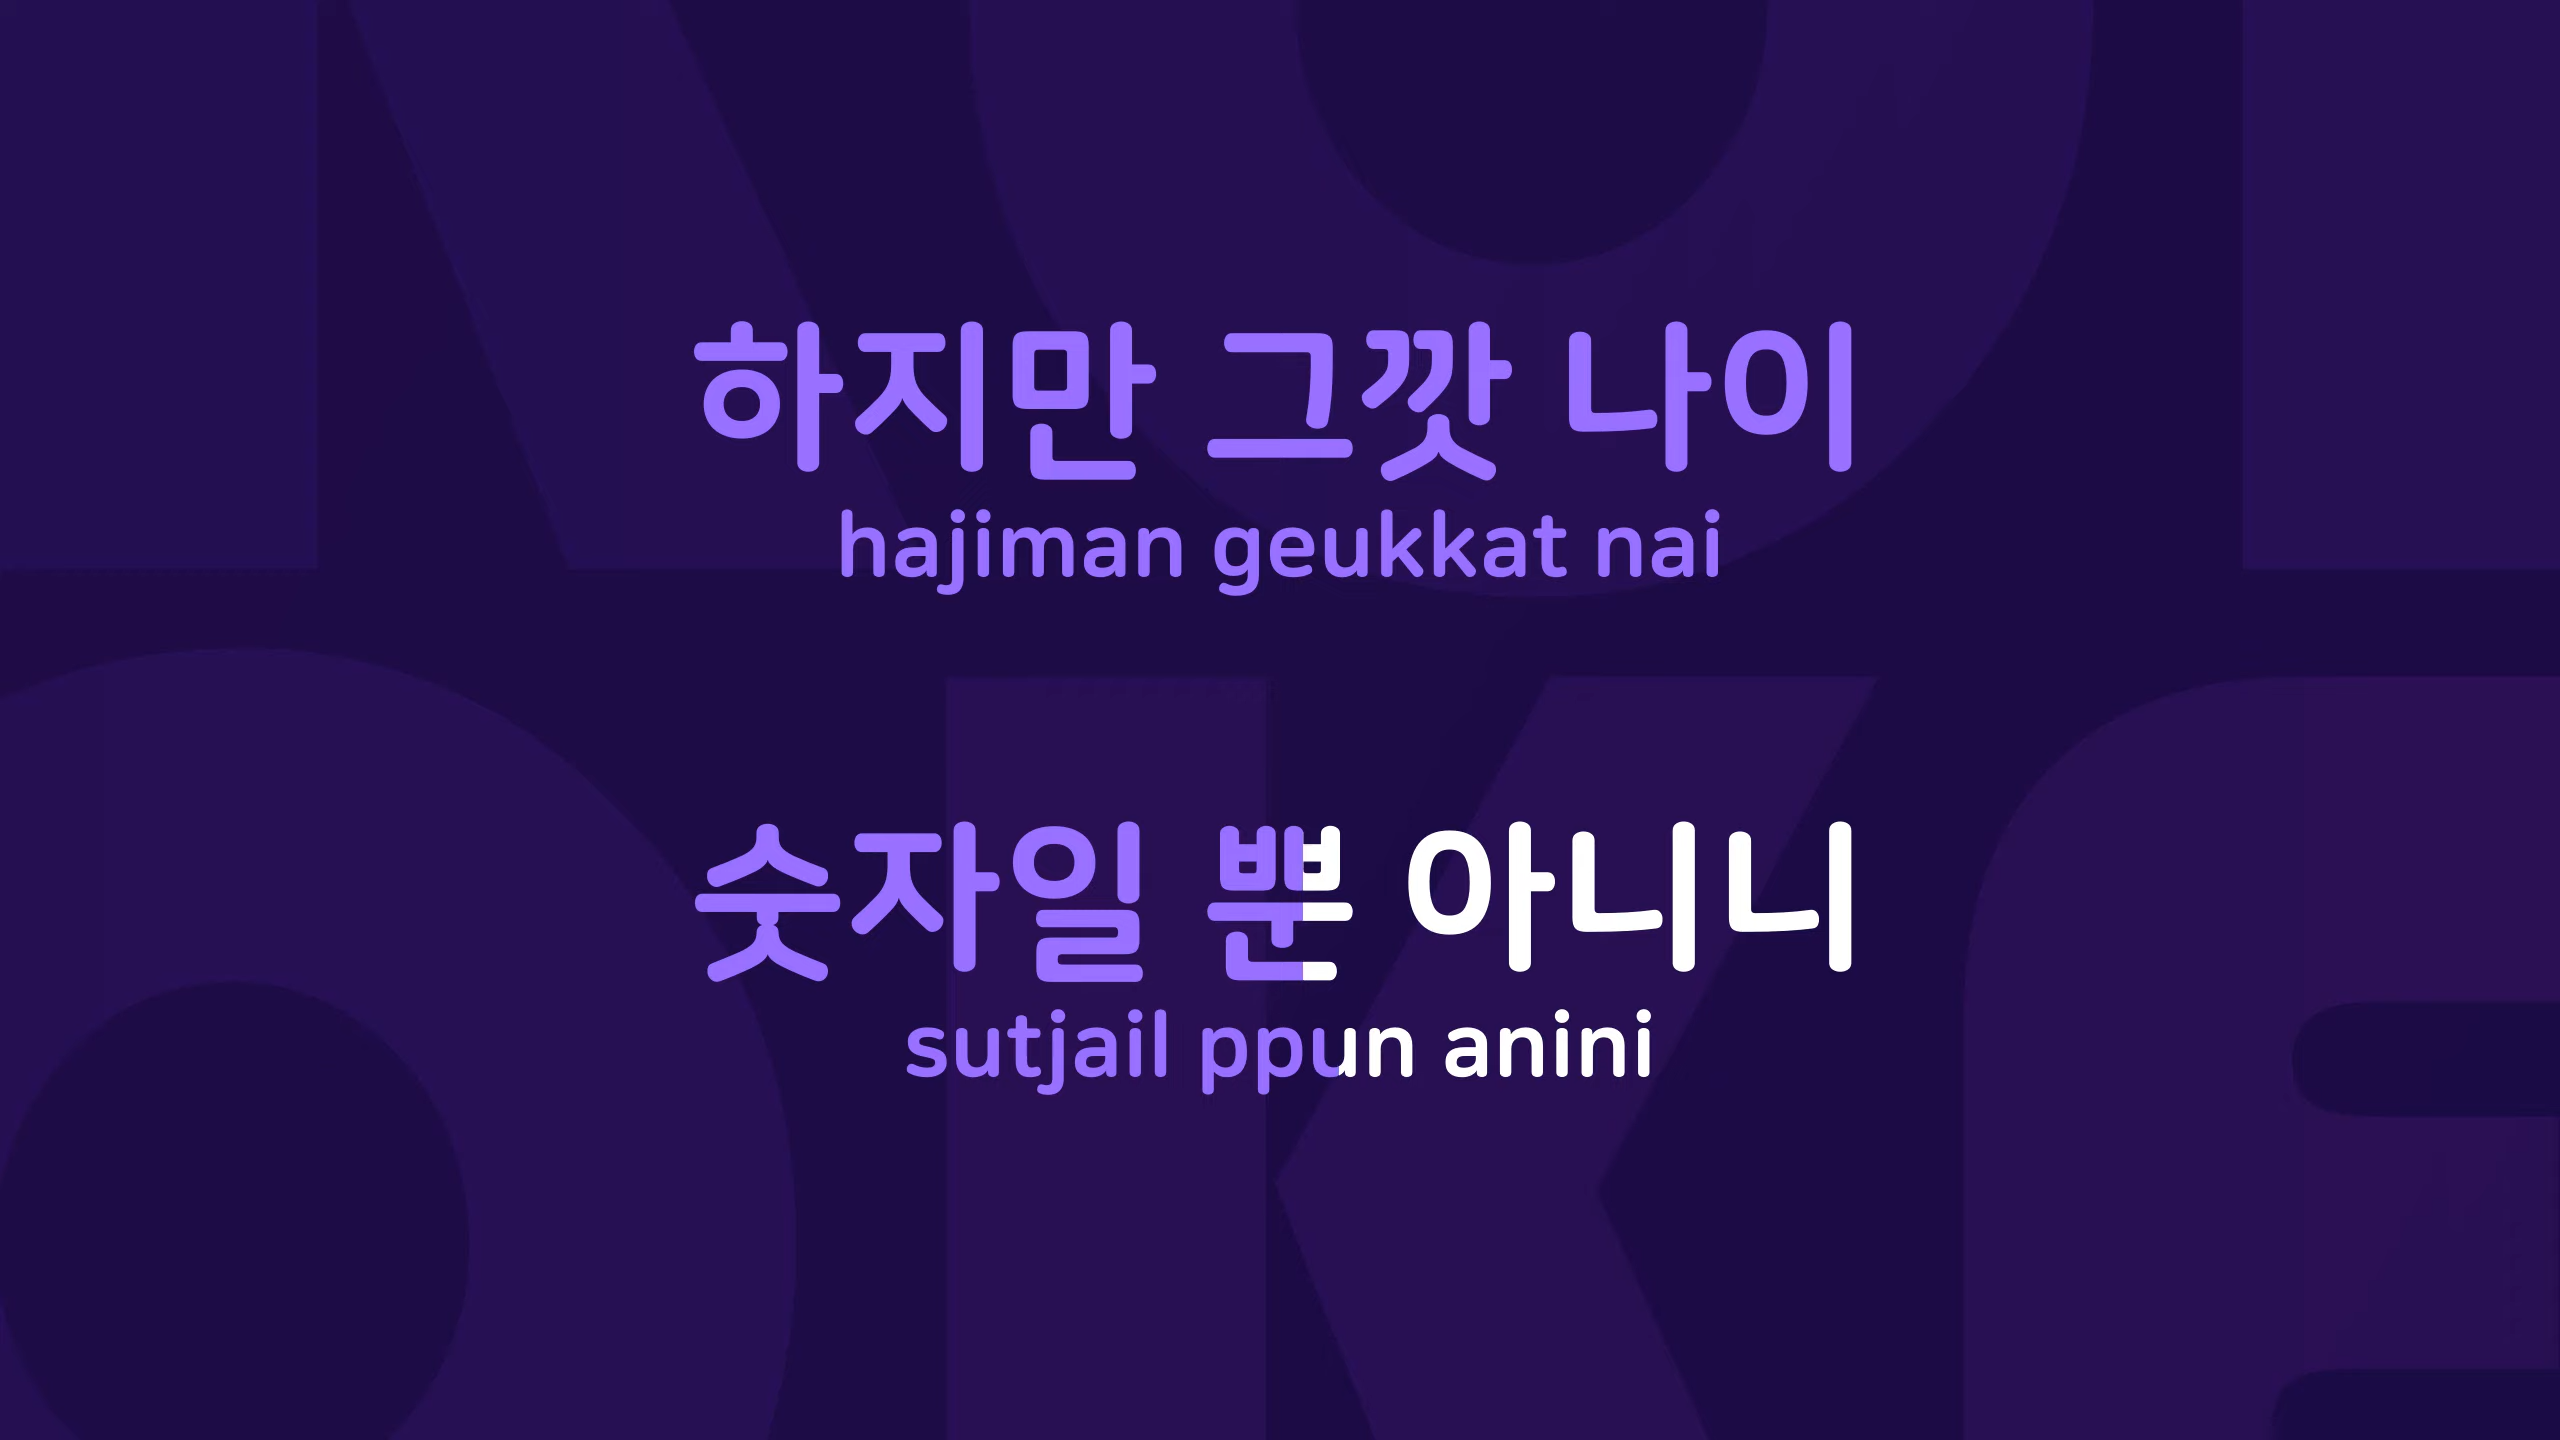 하지만 그깟 나이
hajiman geukkat nai
숫자일 뿐 아니니
sutjail ppun anini